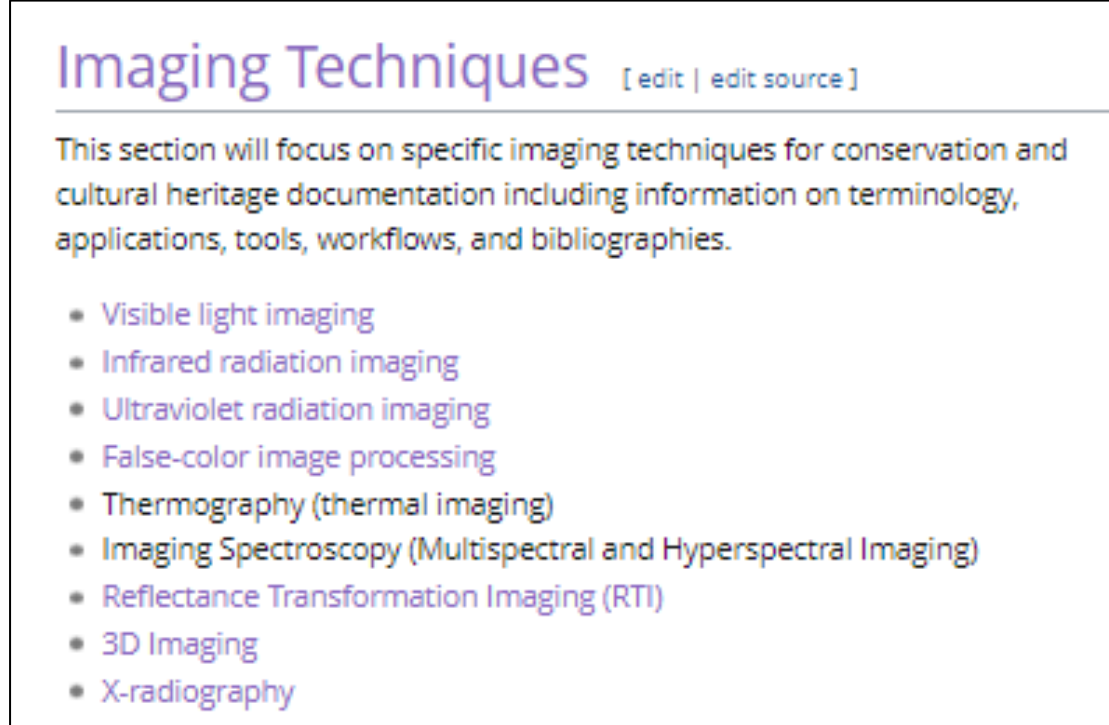 Imaging Techniques [ edit | edit source ]
This section will focus on specific imaging techniques for conservation and
cultural heritage documentation including information on terminology,
applications, tools, workflows, and bibliographies.
Visible light imaging
Infrared radiation imaging
Ultraviolet radiation imaging
False-color image processing
Thermography (thermal imaging)
Imaging Spectroscopy (Multispectral and Hyperspectral Imaging)
Reflectance Transformation Imaging (RTI)
3D Imaging
X-radiography